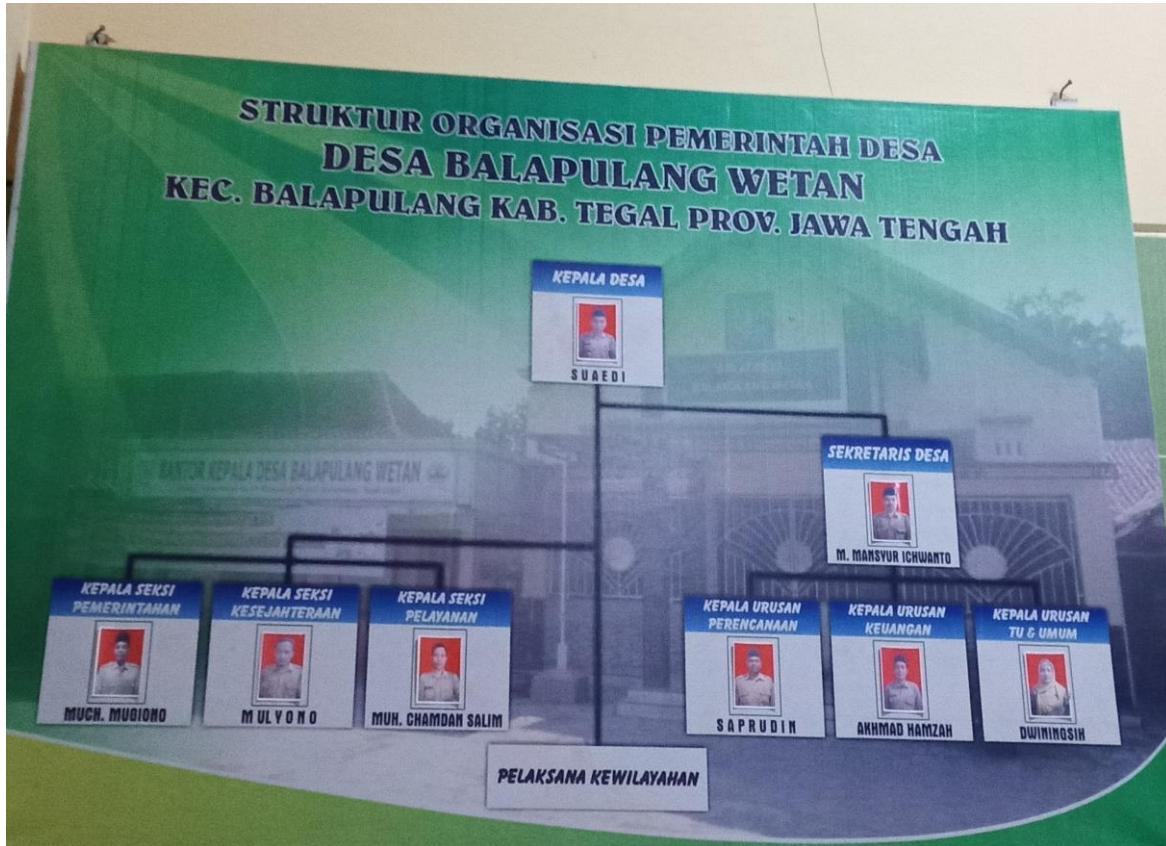 STRUKTUR ORGANISASI PEMERINTAH DESA
DESA BALAPULANG WETAN
KEC. BALAPULANG KAB. TEGAL PROV. JAWA TENGAH
KEPALA DESA
SUAEDI
SEKRETARIS DESA
M. MANSYUR ICHWANTO
KANTOR KEPALA DESA BALAPULANG WETAN
KEPALA SEKSI
PEMERINTAHAN
MUCH. MUGIONO
KEPALA SEKSI
KESEJAHTERAAN
MULYONO
KEPALA SEKSI
PELAYANAN
MUH. CHAMDAN SALIM
KEPALA URUSAN
PERENCANAAN
SAPRUDIN
KEPALA URUSAN
KEUANGAN
AKHMAD HAMZAH
KEPALA URUSAN
TU & UMUM
DWININGSIH
PELAKSANA KEWILAYAHAN